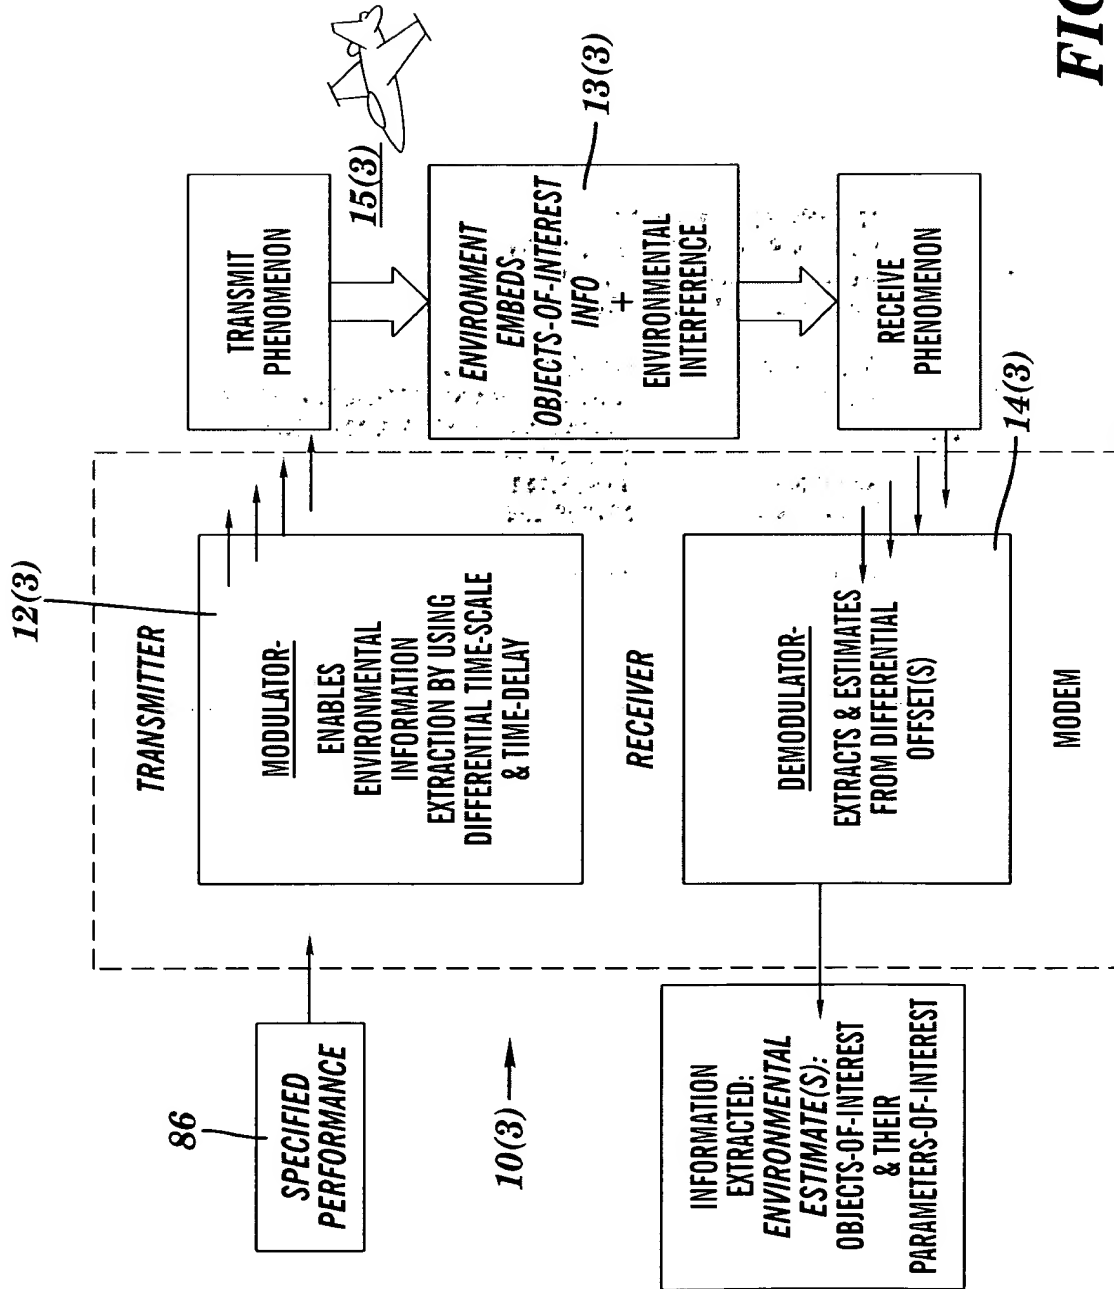 12(3)
TRANSMITTER
86
SPECIFIED
PERFORMANCE
MODULATOR-
ENABLES
ENVIRONMENTAL
INFORMATION
EXTRACTION BY USING
DIFFERENTIAL TIME-SCALE
& TIME-DELAY
TRANSMIT
PHENOMENON
15(3)
10(3)
ENVIRONMENT
EMBEDS
OBJECTS-OF-INTEREST
INFO
+
ENVIRONMENTAL
INTERFERENCE
13(3)
RECEIVER
INFORMATION
EXTRACTED:
ENVIRONMENTAL
ESTIMATE(S):
OBJECTS-OF-INTEREST
& THEIR
PARAMETERS-OF-INTEREST
DEMODULATOR-
EXTRACTS & ESTIMATES
FROM DIFFERENTIAL
OFFSET(S)
RECEIVE
PHENOMENON
14(3)
MODEM